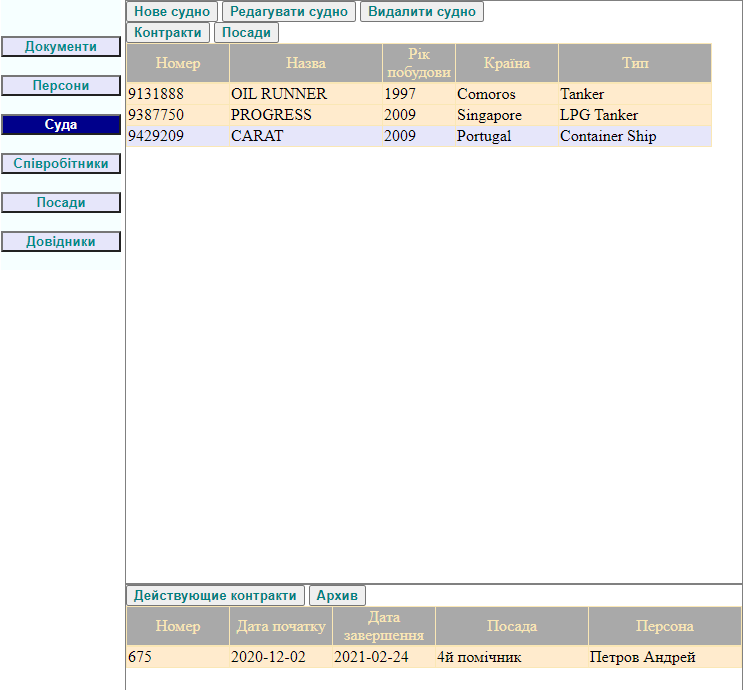 Документи
Персони
Суда
Співробітники
Посади
Довідники
Нове судно Редагувати судно Видалити судно
Контракти Посади
Номер Назва Рік побудови Країна Тип
9131888 OIL RUNNER 1997 Comoros Tanker
9387750 PROGRESS 2009 Singapore LPG Tanker
9429209 CARAT 2009 Portugal Container Ship
Действующие контракти Архив
Номер Дата початку Дата завершення Посада Персона
675 2020-12-02 2021-02-24 4й помічник Петров Андрей